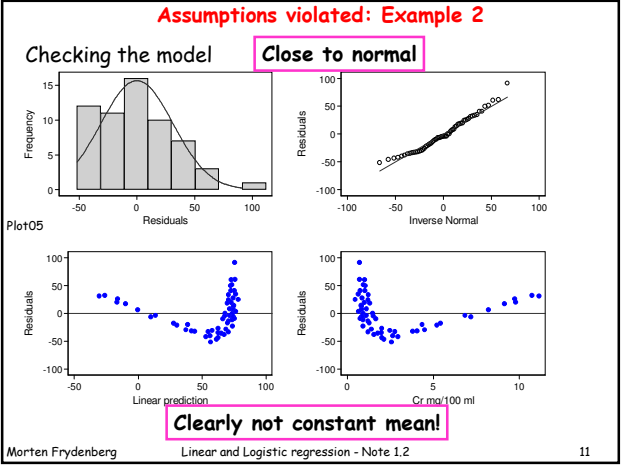 Assumptions violated: Example 2
Checking the model
Close to normal
Frequency
15
10
5
0
-50 0 50 100
Residuals
Residuals
100
50
0
-50
-100
-100 -50 0 50 100
Inverse Normal
Plot05
Residuals
100
50
0
-50
-100
-50 0 50 100
Linear prediction
Residuals
100
50
0
-50
-100
0 5 10
Cr mg/100 ml
Clearly not constant mean!
Morten Frydenberg Linear and Logistic regression - Note 1.2 11